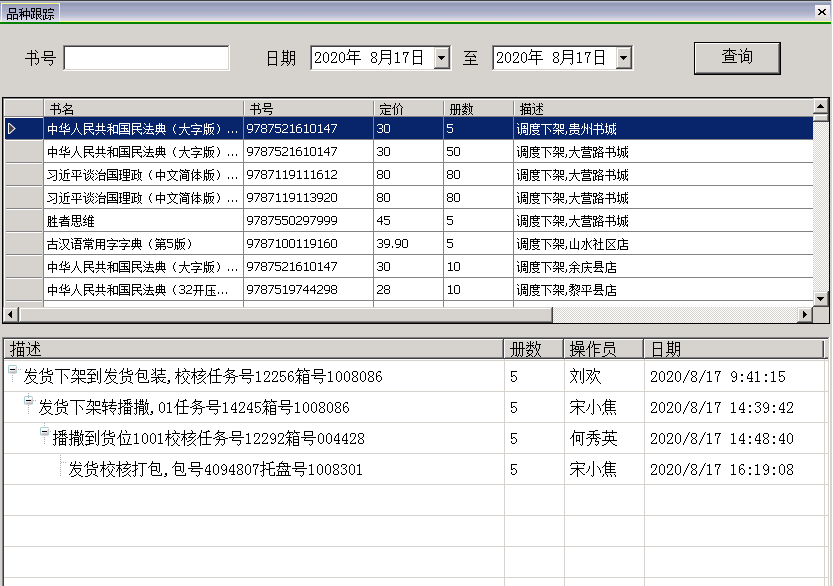 品种跟踪
书号 日期 2020年 8月17日 至 2020年 8月17日 查询
书名 书号 定价 册数 描述
中华人民共和国民法典（大字版）... 9787521610147 30 5 调度下架,贵州书城
中华人民共和国民法典（大字版）... 9787521610147 30 50 调度下架,大营路书城
习近平谈治国理政（中文简体版）... 9787119111612 80 80 调度下架,大营路书城
习近平谈治国理政（中文简体版）... 9787119113920 80 80 调度下架,大营路书城
胜者思维 9787550297999 45 5 调度下架,大营路书城
古汉语常用字字典（第5版） 9787100119160 39.90 5 调度下架,山水社区店
中华人民共和国民法典（大字版）... 9787521610147 30 10 调度下架,余庆县店
中华人民共和国民法典（32开压... 9787519744298 28 10 调度下架,黎平县店
描述 册数 操作员 日期
发货下架到发货包装,校核任务号12256箱号1008086 5 刘欢 2020/8/17 9:41:15
发货下架转播撒,01任务号14245箱号1008086 5 宋小焦 2020/8/17 14:39:42
播撒到货位1001校核任务号12292箱号004428 5 何秀英 2020/8/17 14:48:40
发货校核打包,包号4094807托盘号1008301 5 宋小焦 2020/8/17 16:19:08